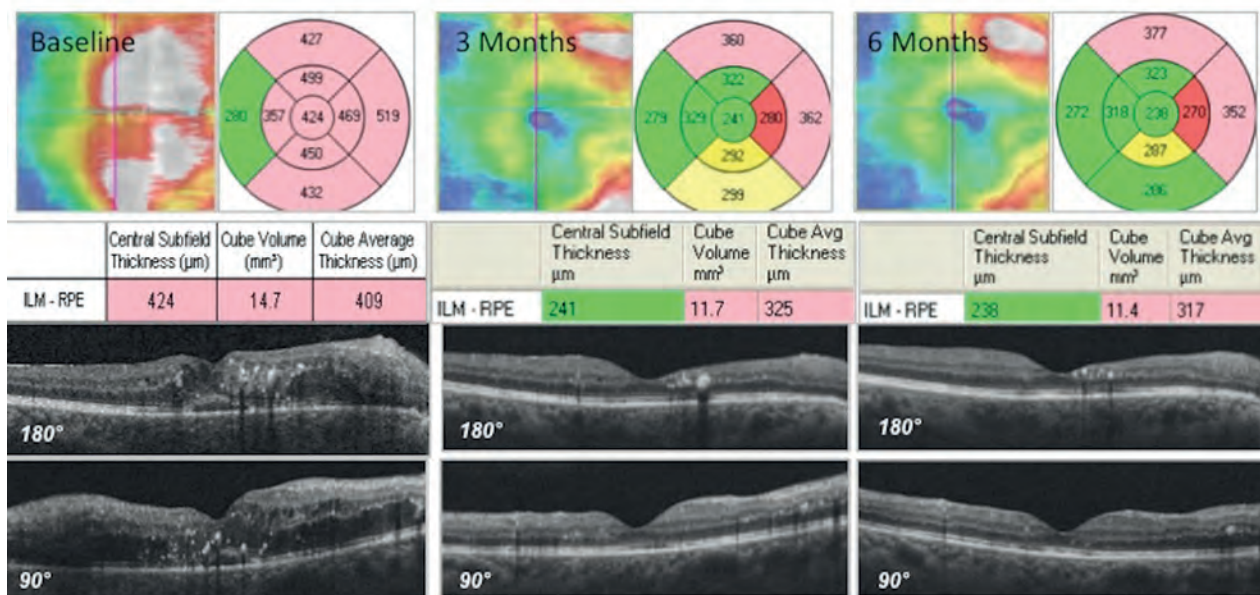 Baseline
427
499
280 357 424 469 519
450
432
Central Subfield Thickness (µm) Cube Volume (mm³) Cube Average Thickness (µm)
ILM - RPE 424 14.7 409
180°
90°
3 Months
360
322
279 329 241 280 362
292
299
Central Subfield Thickness µm Cube Volume mm³ Cube Avg Thickness µm
ILM - RPE 241 11.7 325
180°
90°
6 Months
377
323
272 318 238 270 352
287
286
Central Subfield Thickness µm Cube Volume mm³ Cube Avg Thickness µm
ILM - RPE 238 11.4 317
180°
90°